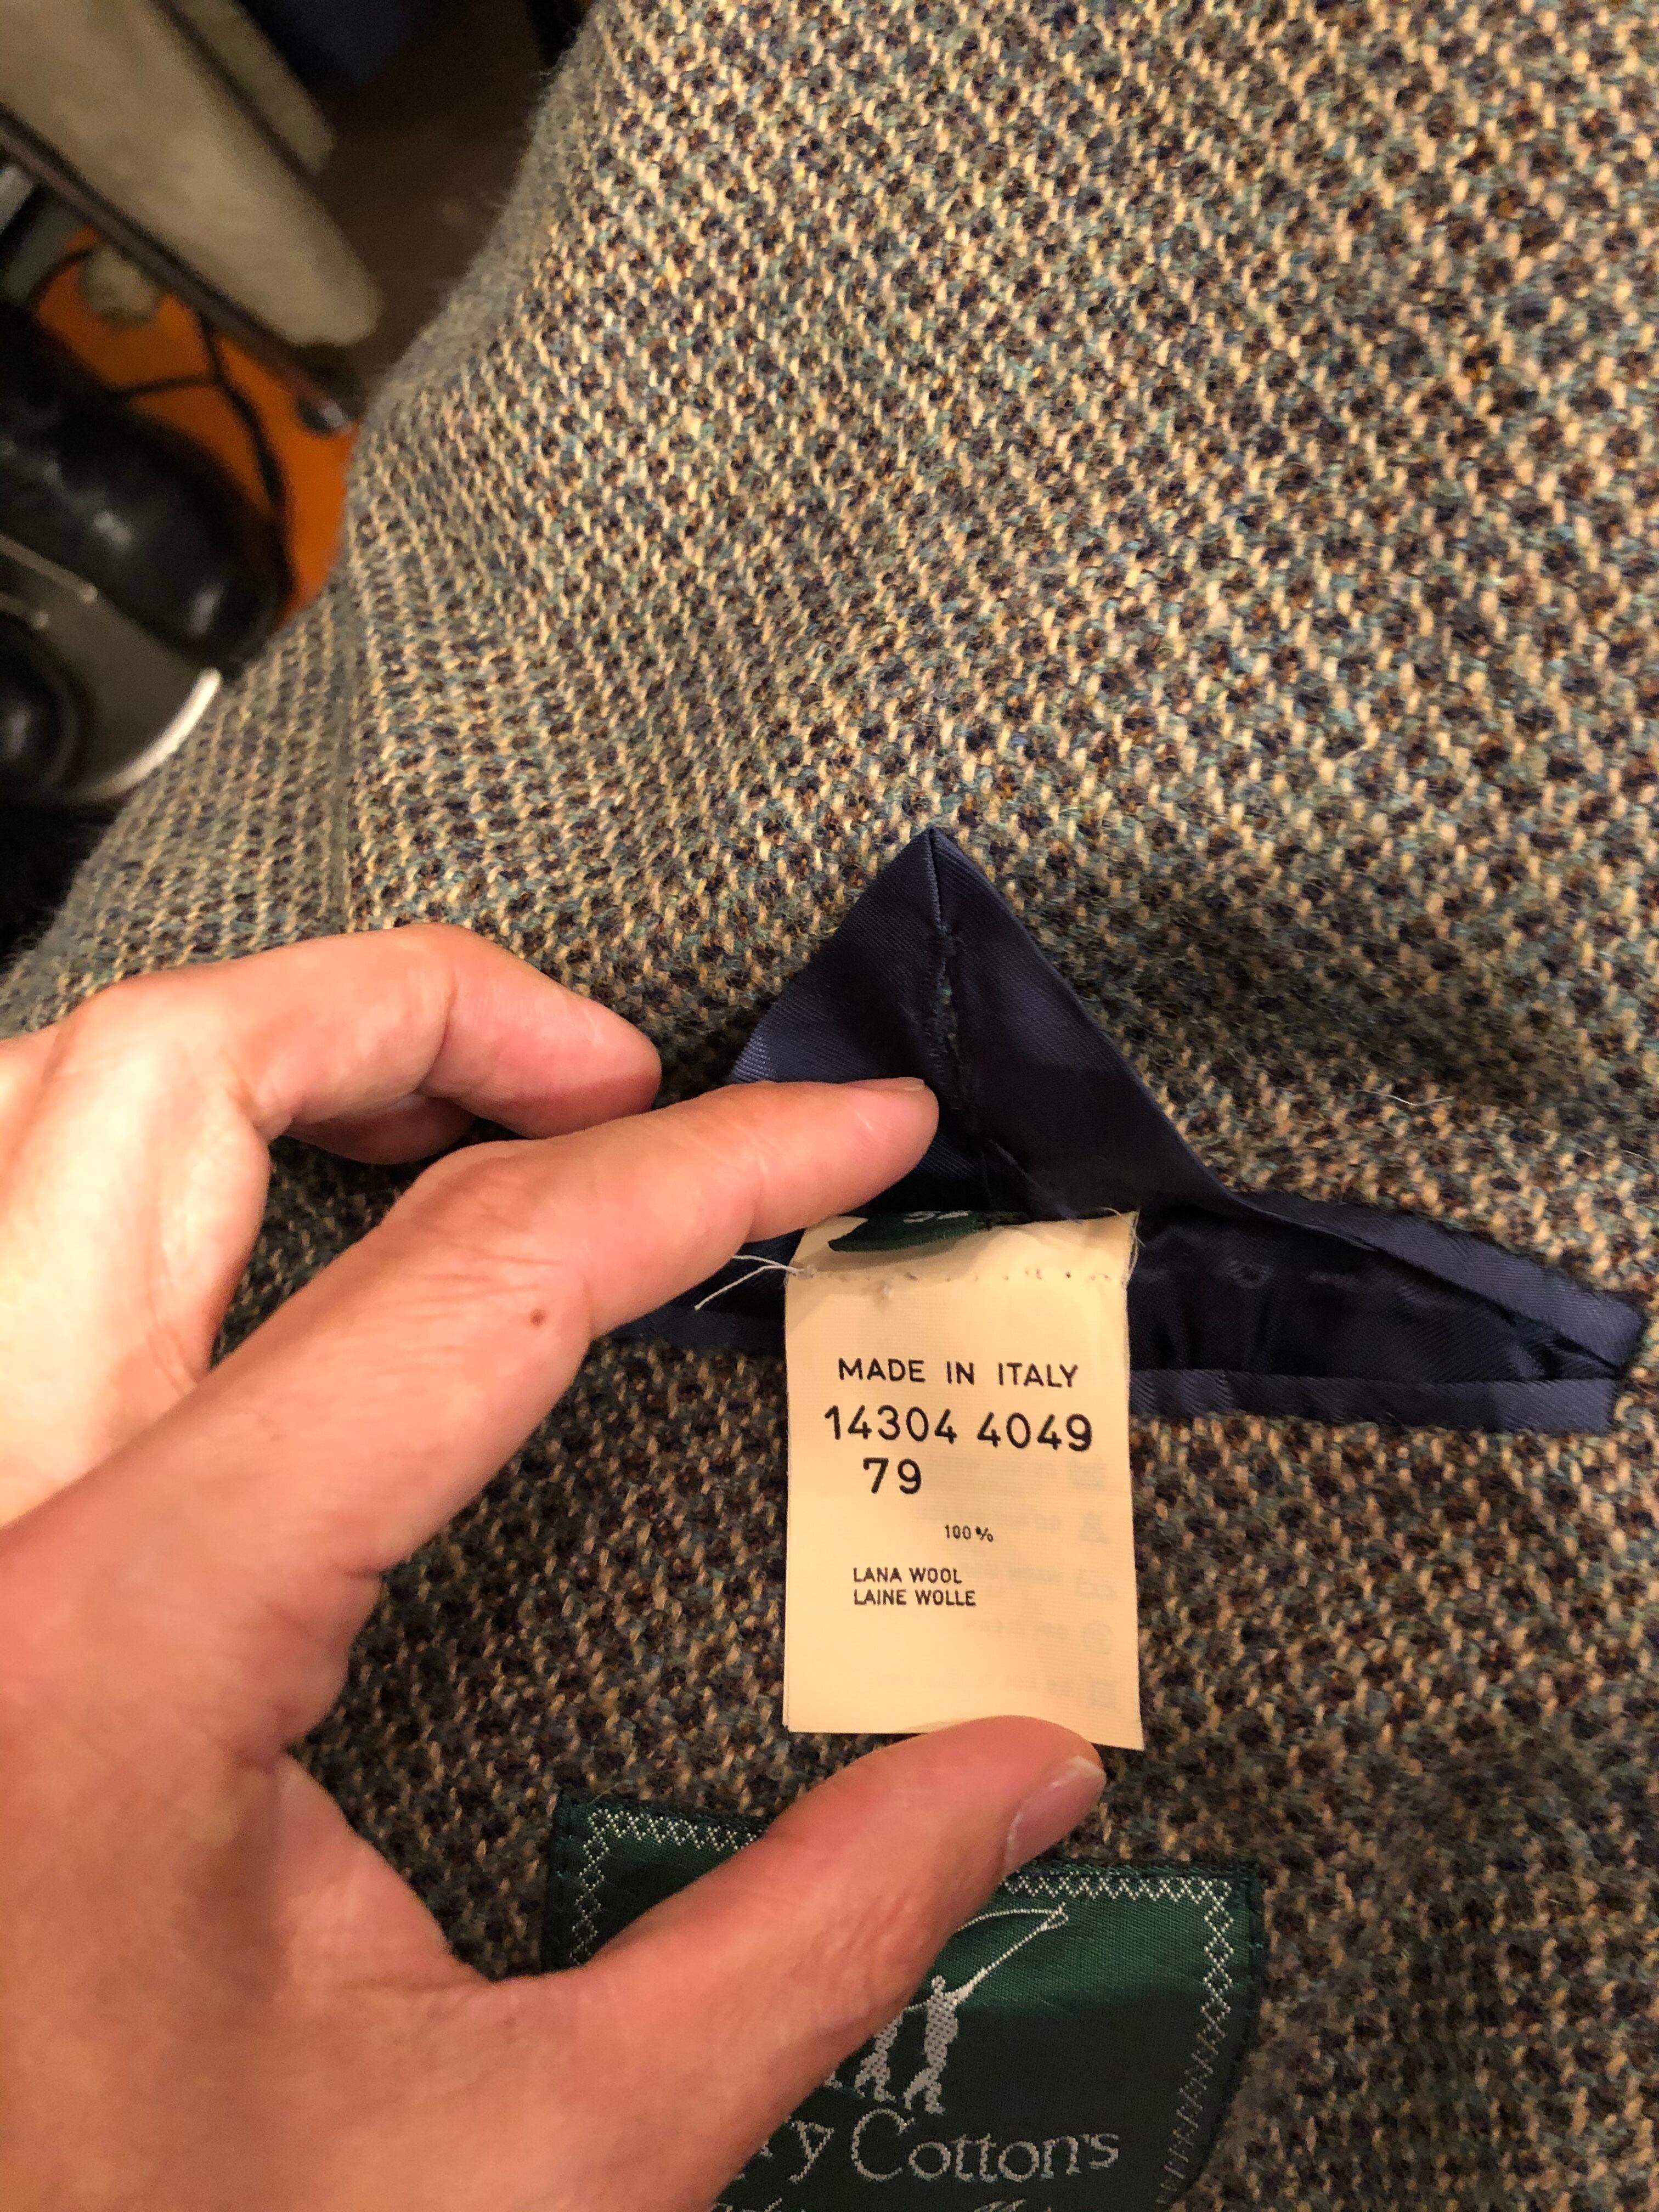 MADE IN ITALY
14304 4049
79
100%
LANA WOOL
LAINE WOLLE
Cotton's